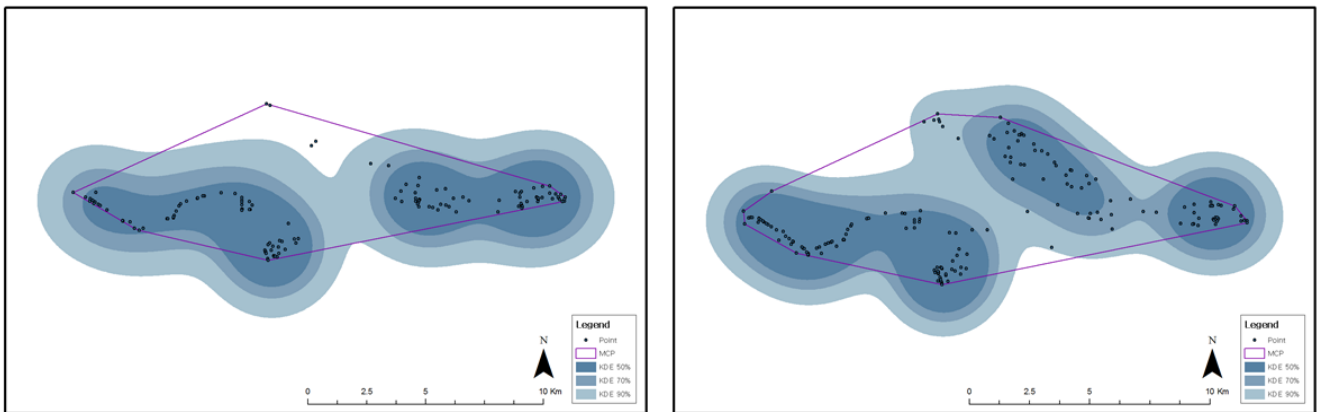 Legend
Point
MCP
KDE 50%
KDE 70%
KDE 90%
N
0 2.5 5 10 Km
Legend
Point
MCP
KDE 50%
KDE 70%
KDE 90%
N
0 2.5 5 10 Km